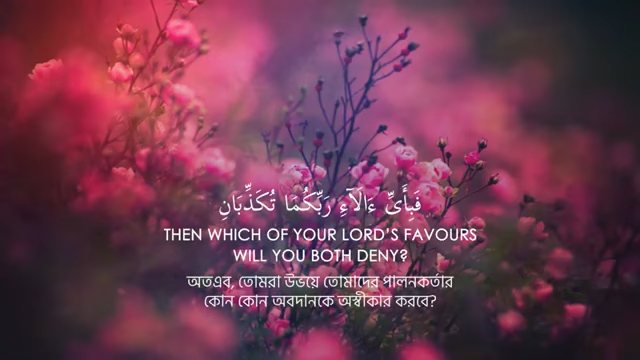 فَبِأَىِّ ءَالَآءِ رَبِّكُمَا تُكَذِّبَانِ
THEN WHICH OF YOUR LORD’S FAVOURS
WILL YOU BOTH DENY?
অতএব, তোমরা উভয়ে তোমাদের পালনকর্তার
কোন কোন অবদানকে অস্বীকার করবে?